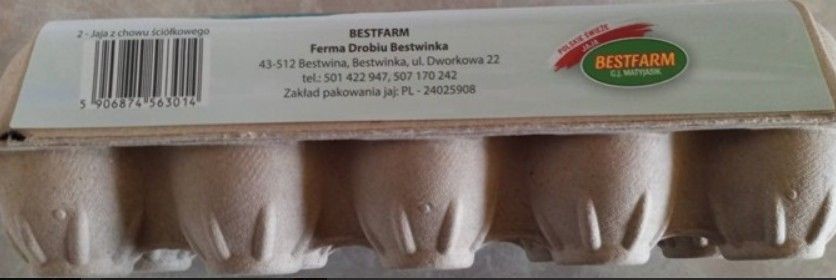 2 - Jaja z chowu ściółkowego
5 906874 563014
BESTFARM
Ferma Drobiu Bestwinka
43-512 Bestwina, Bestwinka, ul. Dworkowa 22
tel.: 501 422 947, 507 170 242
Zakład pakowania jaj: PL - 24025908
POLSKIE ŚWIEŻE
JAJA
BESTFARM
G.J. MATYJASIK